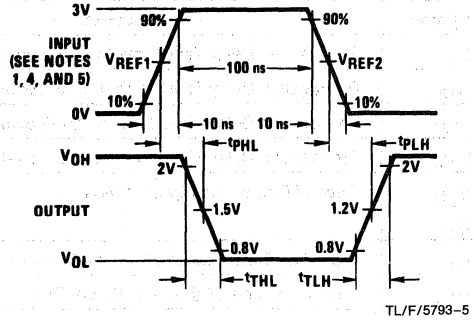 3V
90%
90%
INPUT
(SEE NOTES
1, 4, AND 5)
VREF1
100 ns
VREF2
10%
10%
0V
10 ns
10 ns
tPHL
tPLH
VOH
2V
2V
OUTPUT
1.5V
1.2V
0.8V
0.8V
VOL
tTHL
tTLH
TL/F/5793–5